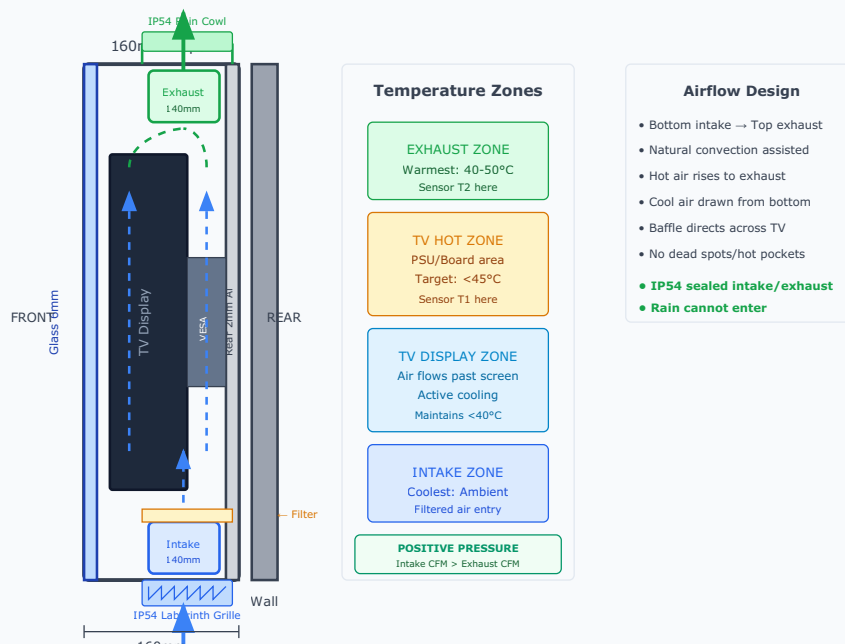 IP54 Rain Cowl
Exhaust
140mm
FRONT
Glass 6mm
TV Display
VESA
Rear 2mm Al
REAR
← Filter
Intake
140mm
IP54 Labyrinth Grille
Wall
Temperature Zones
EXHAUST ZONE
Warmest: 40-50°C
Sensor T2 here
TV HOT ZONE
PSU/Board area
Target: <45°C
Sensor T1 here
TV DISPLAY ZONE
Air flows past screen
Active cooling
Maintains <40°C
INTAKE ZONE
Coolest: Ambient
Filtered air entry
POSITIVE PRESSURE
Intake CFM > Exhaust CFM
Airflow Design
• Bottom intake → Top exhaust
• Natural convection assisted
• Hot air rises to exhaust
• Cool air drawn from bottom
• Baffle directs across TV
• No dead spots/hot pockets
• IP54 sealed intake/exhaust
• Rain cannot enter